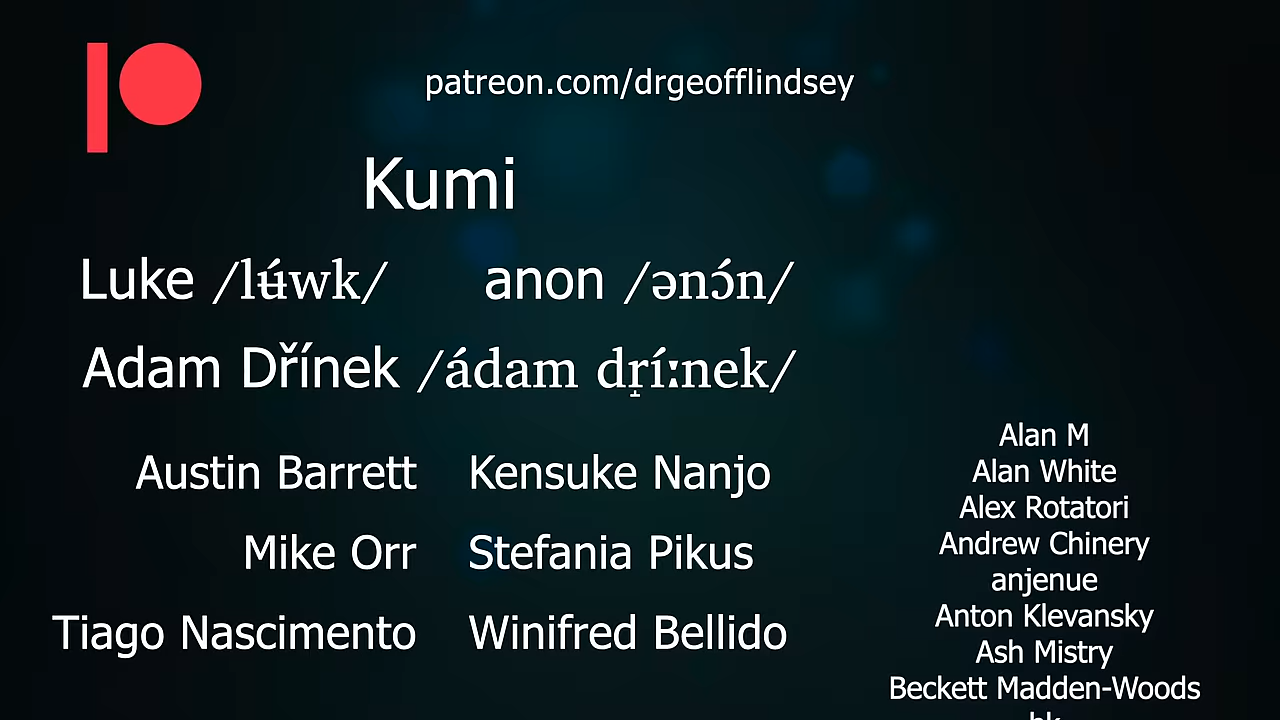 patreon.com/drgeofflindsey
Kumi
Luke /lʉ́wk/ anon /ənɔ́n/
Adam Dřínek /ádam dr̝íːnek/
Austin Barrett Kensuke Nanjo
Mike Orr Stefania Pikus
Tiago Nascimento Winifred Bellido
Alan M
Alan White
Alex Rotatori
Andrew Chinery
anjenue
Anton Klevansky
Ash Mistry
Beckett Madden-Woods